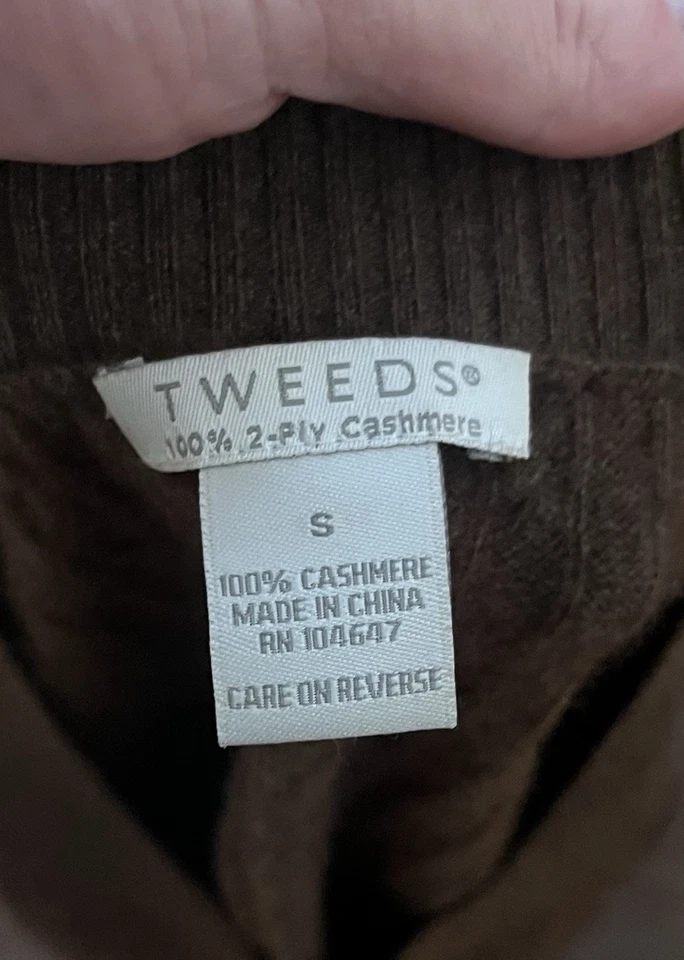 TWEEDS®
100% 2-Ply Cashmere
S
100% CASHMERE
MADE IN CHINA
RN 104647
CARE ON REVERSE